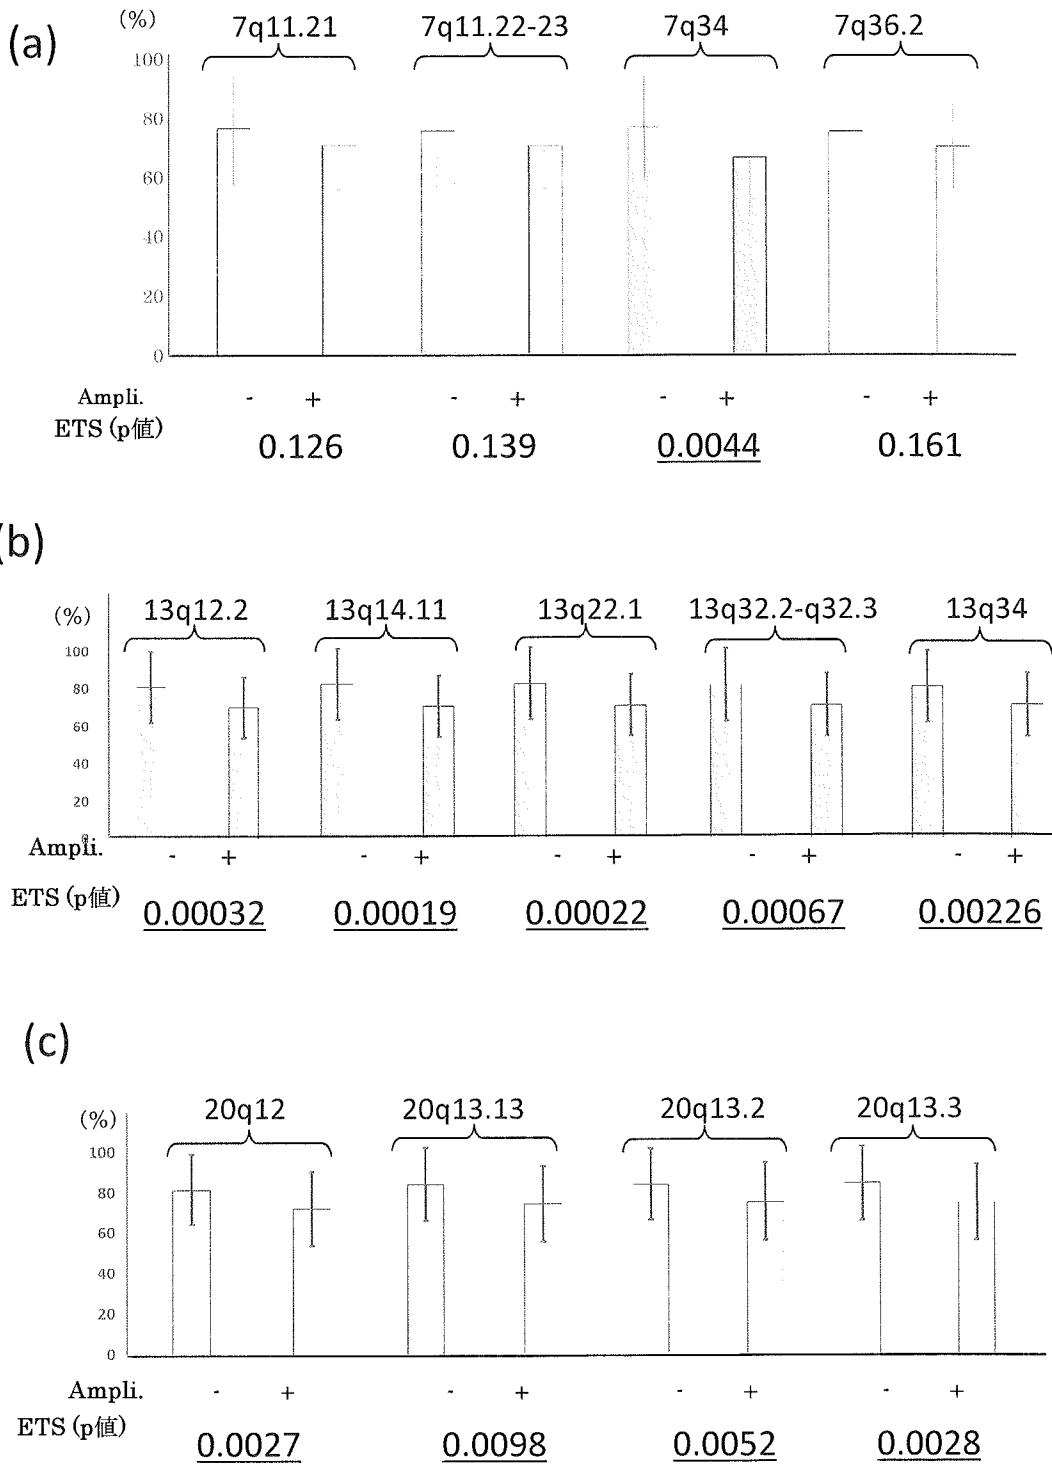 (a)
(%)
7q11.21 7q11.22-23 7q34 7q36.2
100
80
60
40
20
0
Ampli. - + - + - + - +
ETS (p値)
0.126 0.139 0.0044 0.161
(b)
(%)
13q12.2 13q14.11 13q22.1 13q32.2-q32.3 13q34
100
80
60
40
20
0
Ampli. - + - + - + - + - +
ETS (p値)
0.00032 0.00019 0.00022 0.00067 0.00226
(c)
(%)
20q12 20q13.13 20q13.2 20q13.3
100
80
60
40
20
0
Ampli. - + - + - + - +
ETS (p値)
0.0027 0.0098 0.0052 0.0028